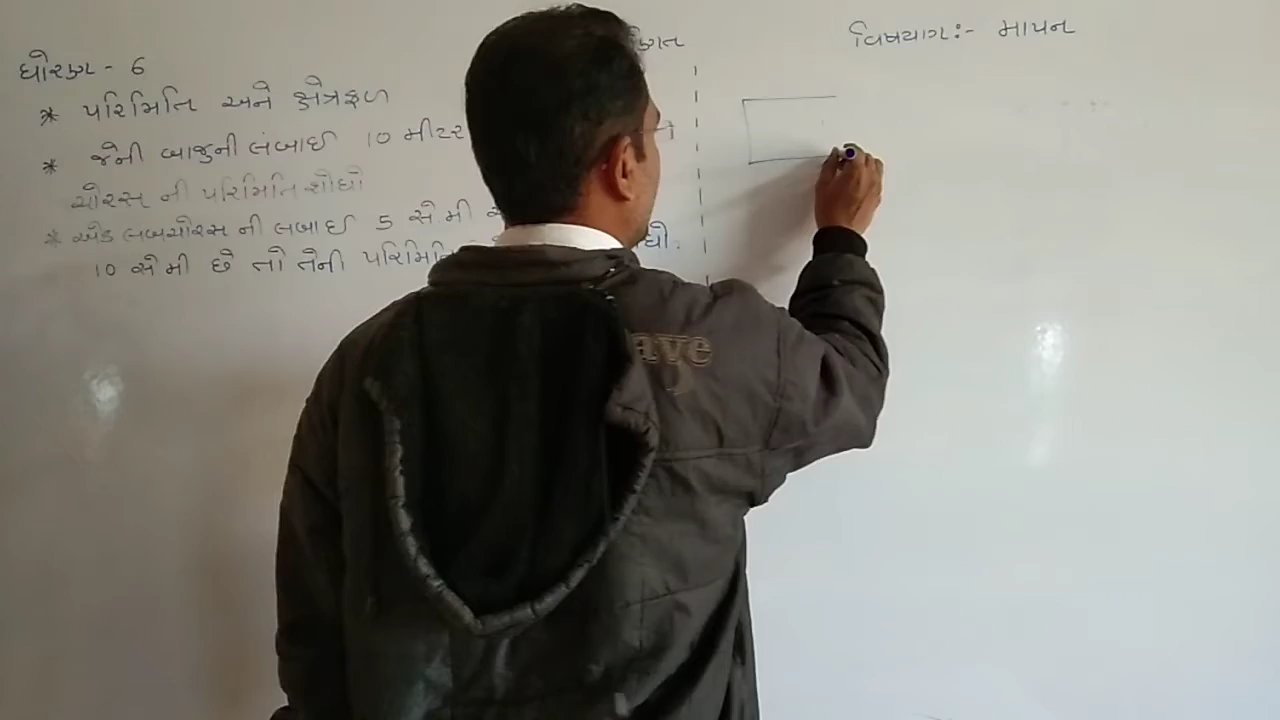 ધોરણ - 6
વિષયાંગ :- માપન
* પરિમિતિ અને ક્ષેત્રફળ
* જેની બાજુની લંબાઈ 10 મીટર
ચોરસ ની પરિમિતિ શોધો
* એક લંબચોરસ ની લંબાઈ 5 સે.મી
10 સેમી છે તો તેની પરિમિતિ
ave